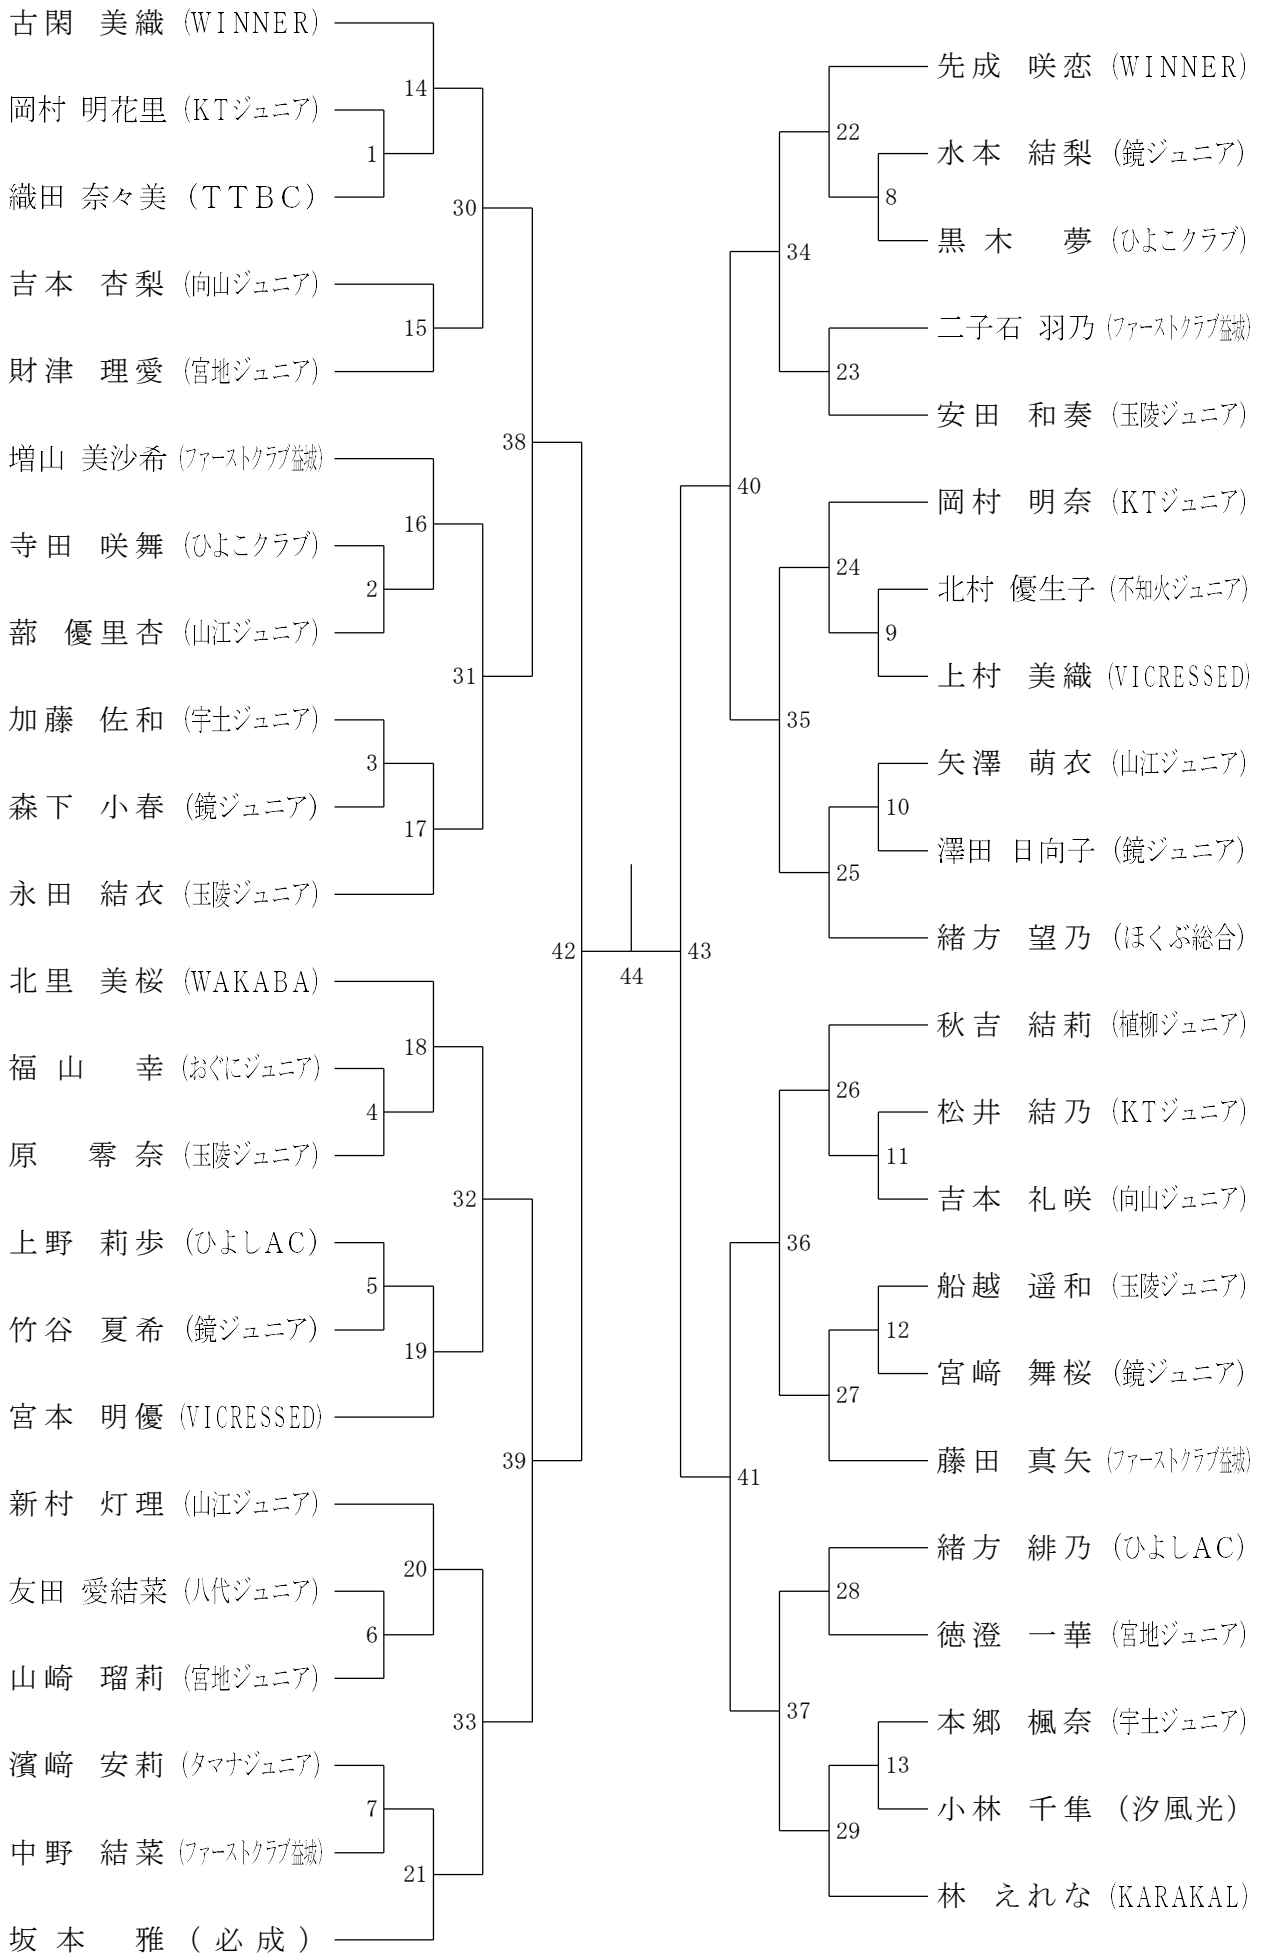 古閑 美織 (WINNER)
14
岡村 明花里 (KTジュニア)
1
織田 奈々美 (TTBC)
30
吉本 杏梨 (向山ジュニア)
15
財津 理愛 (宮地ジュニア)
38
増山 美沙希 (ファーストクラブ益城)
16
寺田 咲舞 (ひよこクラブ)
2
蔀 優里杏 (山江ジュニア)
31
加藤 佐和 (宇土ジュニア)
3
森下 小春 (鏡ジュニア)
17
永田 結衣 (玉陵ジュニア)
42
北里 美桜 (WAKABA)
18
福山 幸 (おぐにジュニア)
4
原 零奈 (玉陵ジュニア)
32
上野 莉歩 (ひよしAC)
5
竹谷 夏希 (鏡ジュニア)
19
宮本 明優 (VICRESSED)
39
新村 灯理 (山江ジュニア)
20
友田 愛結菜 (八代ジュニア)
6
山崎 瑠莉 (宮地ジュニア)
33
濱﨑 安莉 (タマナジュニア)
7
中野 結菜 (ファーストクラブ益城)
21
坂本 雅 (必成)
44
先成 咲恋 (WINNER)
22
水本 結梨 (鏡ジュニア)
8
黒木 夢 (ひよこクラブ)
34
二子石 羽乃 (ファーストクラブ益城)
23
安田 和奏 (玉陵ジュニア)
40
岡村 明奈 (KTジュニア)
24
北村 優生子 (不知火ジュニア)
9
上村 美織 (VICRESSED)
35
矢澤 萌衣 (山江ジュニア)
10
澤田 日向子 (鏡ジュニア)
25
緒方 望乃 (ほくぶ総合)
43
秋吉 結莉 (植柳ジュニア)
26
松井 結乃 (KTジュニア)
11
吉本 礼咲 (向山ジュニア)
36
船越 遥和 (玉陵ジュニア)
12
宮﨑 舞桜 (鏡ジュニア)
27
藤田 真矢 (ファーストクラブ益城)
41
緒方 緋乃 (ひよしAC)
28
徳澄 一華 (宮地ジュニア)
37
本郷 楓奈 (宇土ジュニア)
13
小林 千隼 (汐風光)
29
林 えれな (KARAKAL)